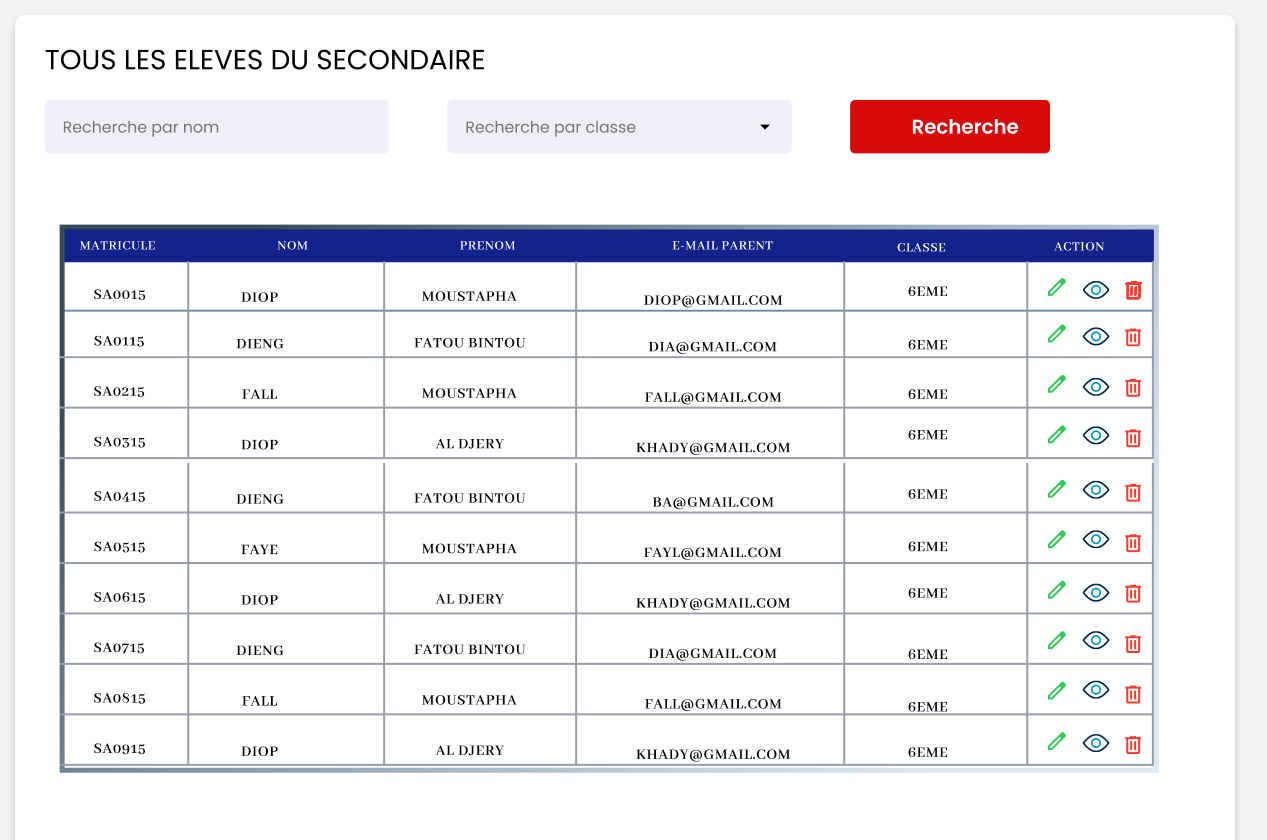 TOUS LES ELEVES DU SECONDAIRE
Recherche par nom Recherche par classe Recherche
MATRICULE NOM PRENOM E-MAIL PARENT CLASSE ACTION
SA0015 DIOP MOUSTAPHA DIOP@GMAIL.COM 6EME
SA0115 DIENG FATOU BINTOU DIA@GMAIL.COM 6EME
SA0215 FALL MOUSTAPHA FALL@GMAIL.COM 6EME
SA0315 DIOP AL DJERY KHADY@GMAIL.COM 6EME
SA0415 DIENG FATOU BINTOU BA@GMAIL.COM 6EME
SA0515 FAYE MOUSTAPHA FAYL@GMAIL.COM 6EME
SA0615 DIOP AL DJERY KHADY@GMAIL.COM 6EME
SA0715 DIENG FATOU BINTOU DIA@GMAIL.COM 6EME
SA0815 FALL MOUSTAPHA FALL@GMAIL.COM 6EME
SA0915 DIOP AL DJERY KHADY@GMAIL.COM 6EME